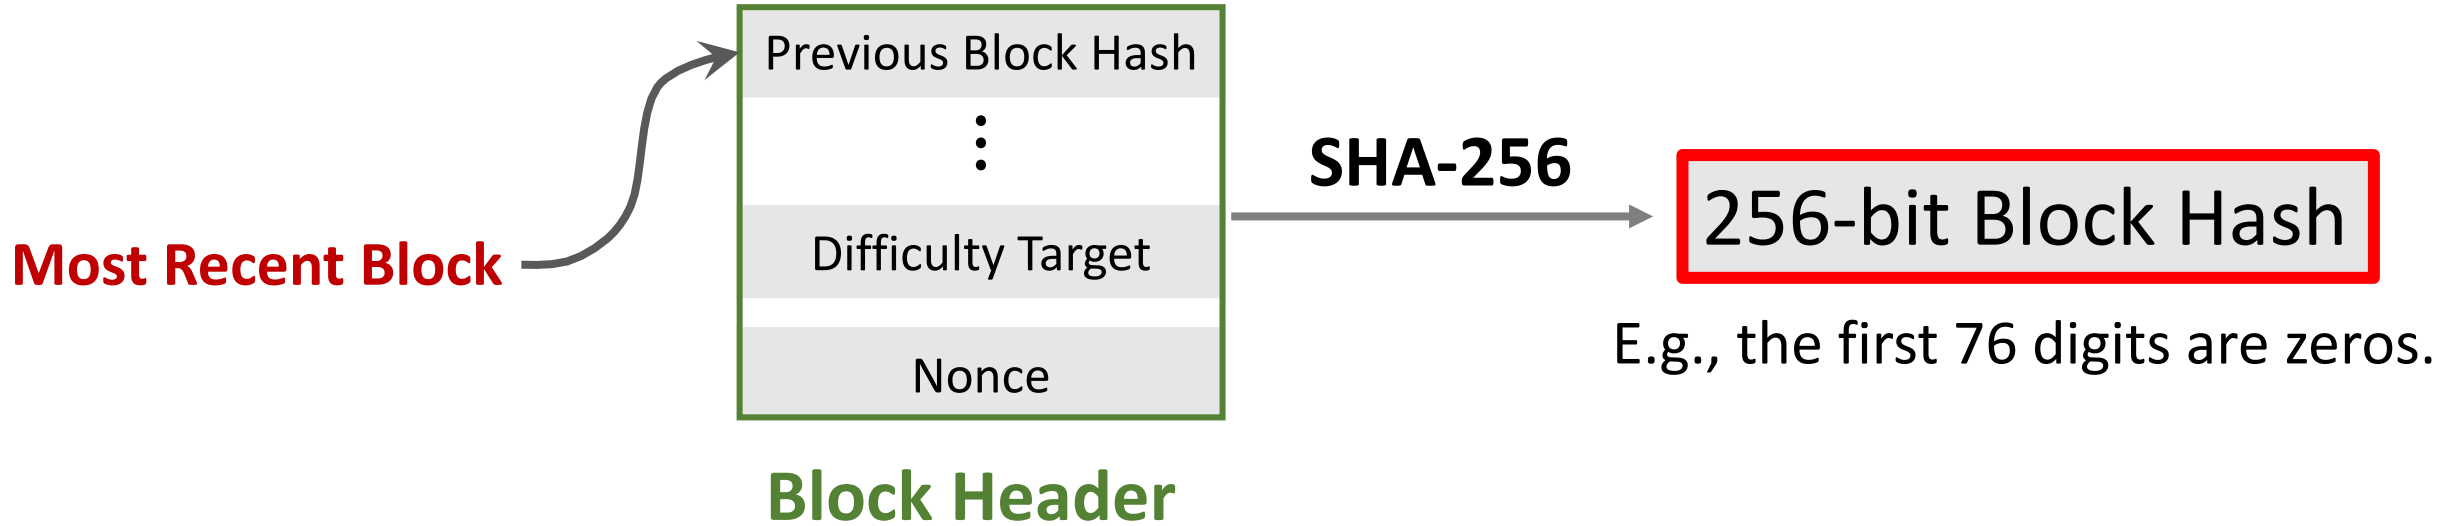 Most Recent Block
Previous Block Hash
Difficulty Target
Nonce
Block Header
SHA-256
256-bit Block Hash
E.g., the first 76 digits are zeros.